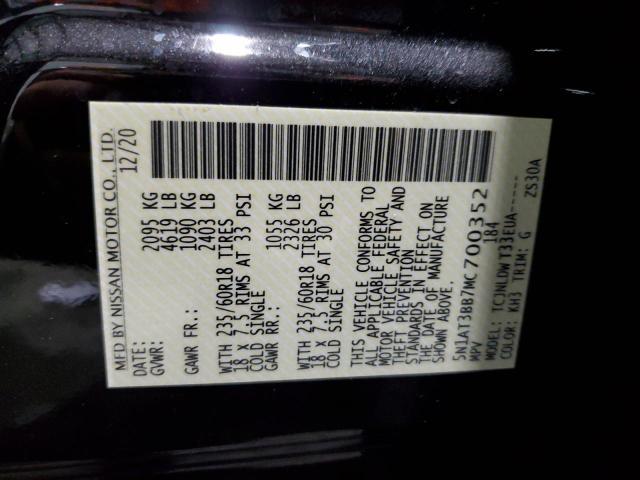 MFD BY NISSAN MOTOR CO., LTD.
DATE: 12/20
GVWR: 2095 KG
4619 LB
GAWR FR.: 1090 KG
2403 LB
WITH 235/60R18 TIRES
18 X 7.5 RIMS AT 33 PSI
COLD SINGLE
GAWR RR.: 1055 KG
2326 LB
WITH 235/60R18 TIRES
18 X 7.5 RIMS AT 30 PSI
COLD SINGLE
THIS VEHICLE CONFORMS TO
ALL APPLICABLE FEDERAL
MOTOR VEHICLE SAFETY AND
THEFT PREVENTION
STANDARDS IN EFFECT ON
THE DATE OF MANUFACTURE
SHOWN ABOVE.
5N1AT3BB7MC700352
MPV 184
MODEL: TCJNLDWT33EUA-----
COLOR: KH3 TRIM: G ZS30A